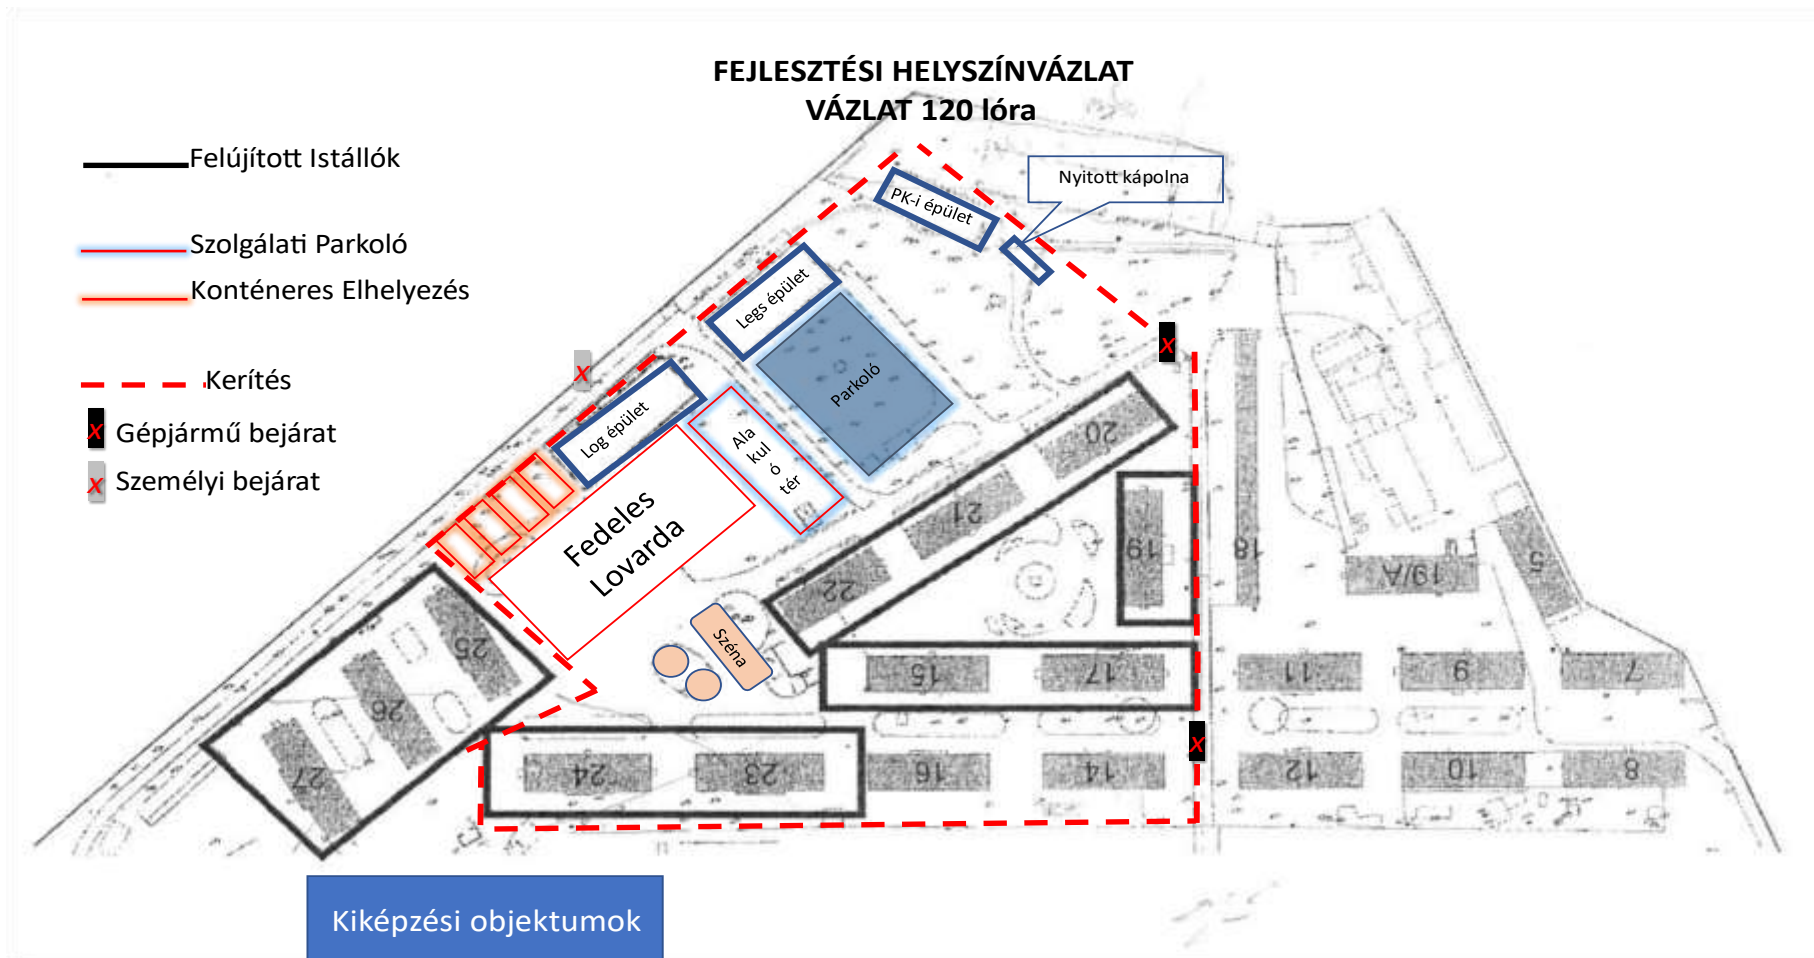 FEJLESZTÉSI HELYSZÍNVÁZLAT
VÁZLAT 120 lóra
Felújított Istállók
Szolgálati Parkoló
Konténeres Elhelyezés
Kerítés
x Gépjármű bejárat
x Személyi bejárat
Nyitott kápolna
PK-i épület
Legs épület
Parkoló
x
x
Log épület
Ala
kul
ó
tér
Fedeles
Lovarda
Széna
20
21
22
19
18
19/A
5
25
26
27
15
17
11
9
7
24
23
16
14
x
12
10
8
Kiképzési objektumok